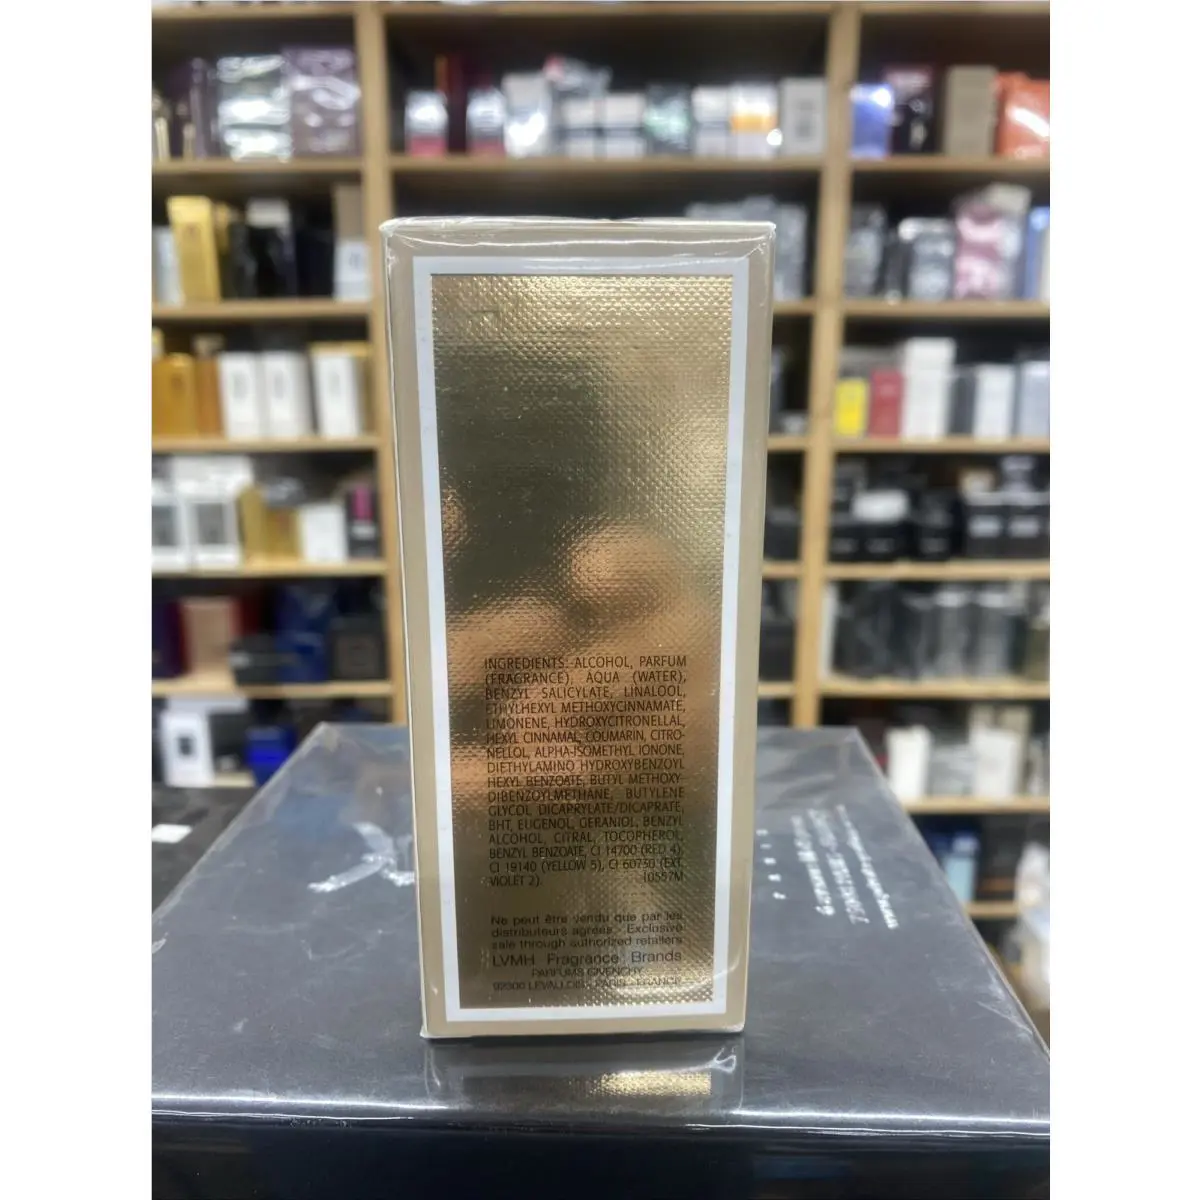 INGREDIENTS: ALCOHOL, PARFUM
(FRAGRANCE), AQUA (WATER),
BENZYL SALICYLATE, LINALOOL,
ETHYLHEXYL METHOXYCINNAMATE,
LIMONENE, HYDROXYCITRONELLAL,
HEXYL CINNAMAL, COUMARIN, CITRO-
NELLOL, ALPHA-ISOMETHYL IONONE,
DIETHYLAMINO HYDROXYBENZOYL
HEXYL BENZOATE, BUTYL METHOXY-
DIBENZOYLMETHANE, BUTYLENE
GLYCOL DICAPRYLATE/DICAPRATE,
BHT, EUGENOL, GERANIOL, BENZYL
ALCOHOL, CITRAL, TOCOPHEROL,
BENZYL BENZOATE, CI 14700 (RED 4),
CI 19140 (YELLOW 5), CI 60730 (EXT.
VIOLET 2). 10557M
Ne peut être vendu que par les
distributeurs agréés. Exclusive
sale through authorized retailers
LVMH Fragrance Brands
PARFUMS GIVENCHY
92300 LEVALLOIS - PARIS - FRANCE
PARIS